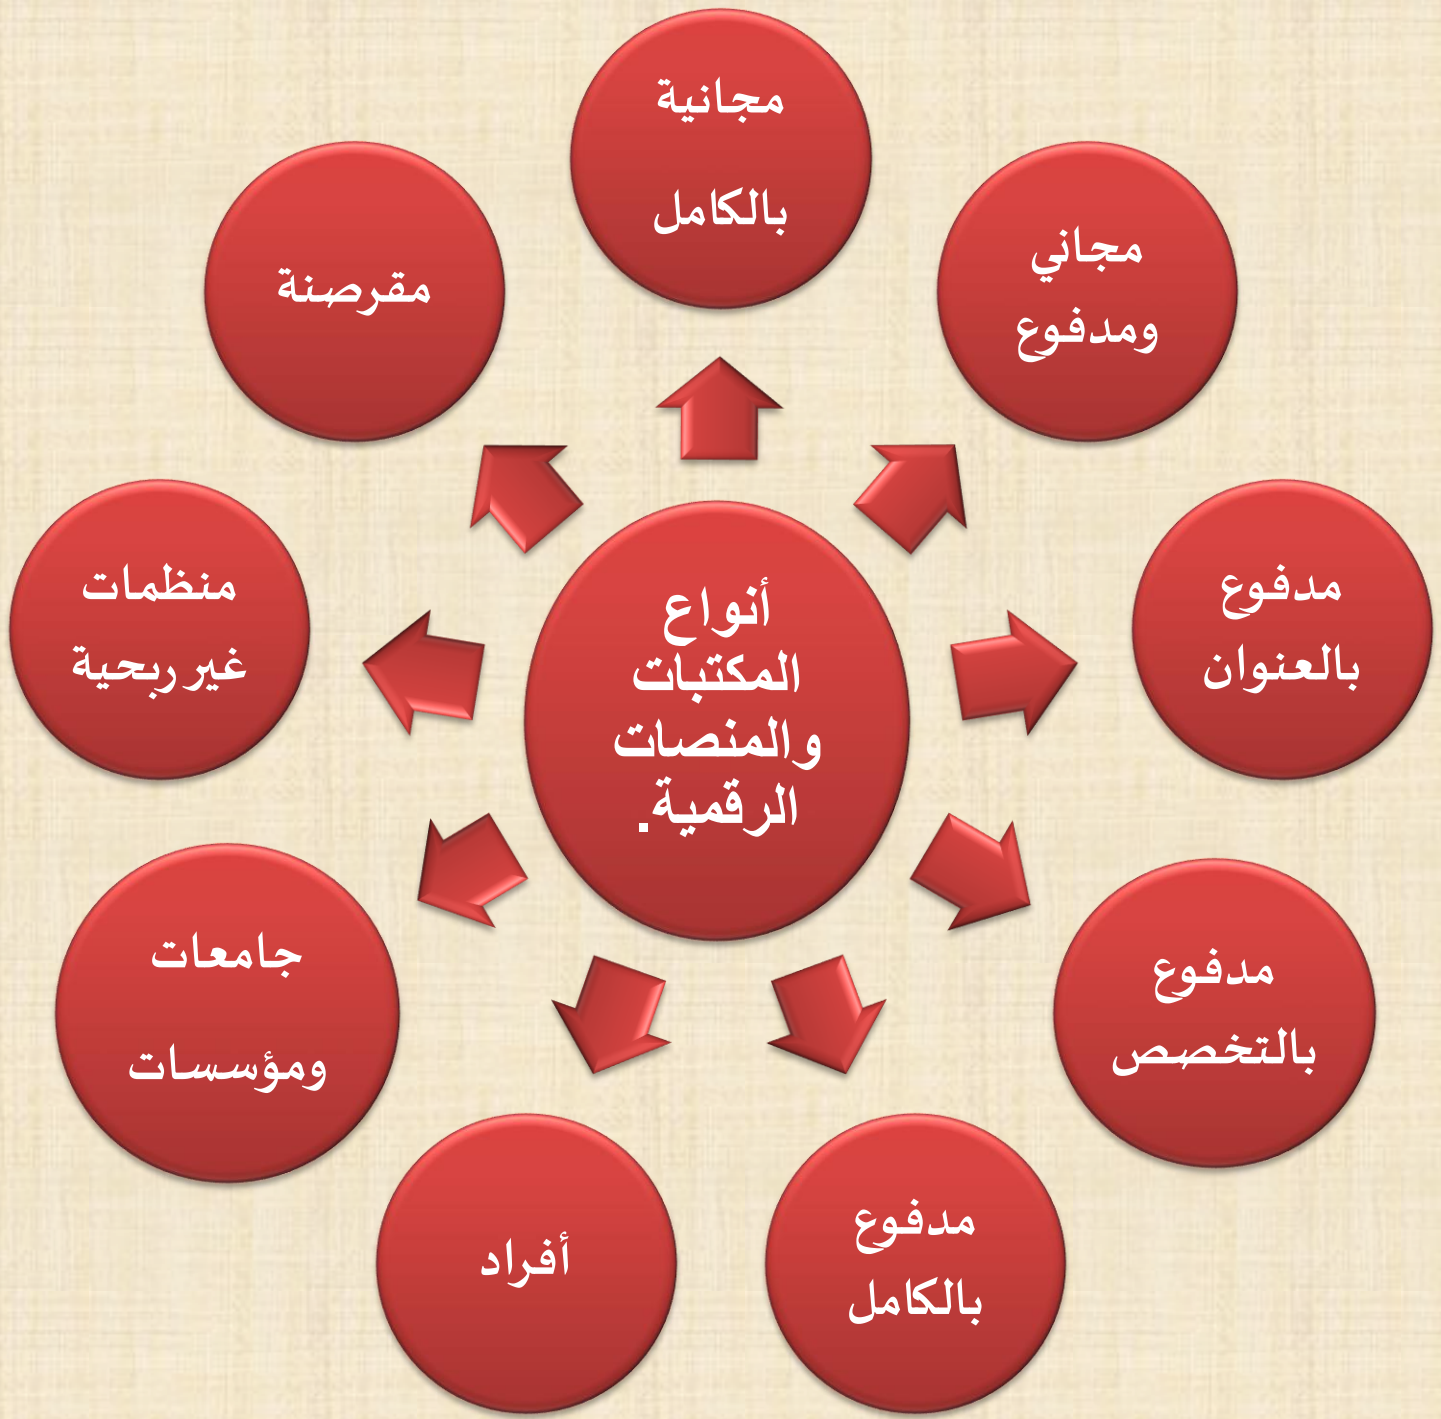 أنواع
المكتبات
والمنصات
الرقمية.
مجانية
بالكامل
مجاني
ومدفوع
مدفوع
بالعنوان
مدفوع
بالتخصص
مدفوع
بالكامل
أفراد
جامعات
ومؤسسات
منظمات
غير ربحية
مقرصنة